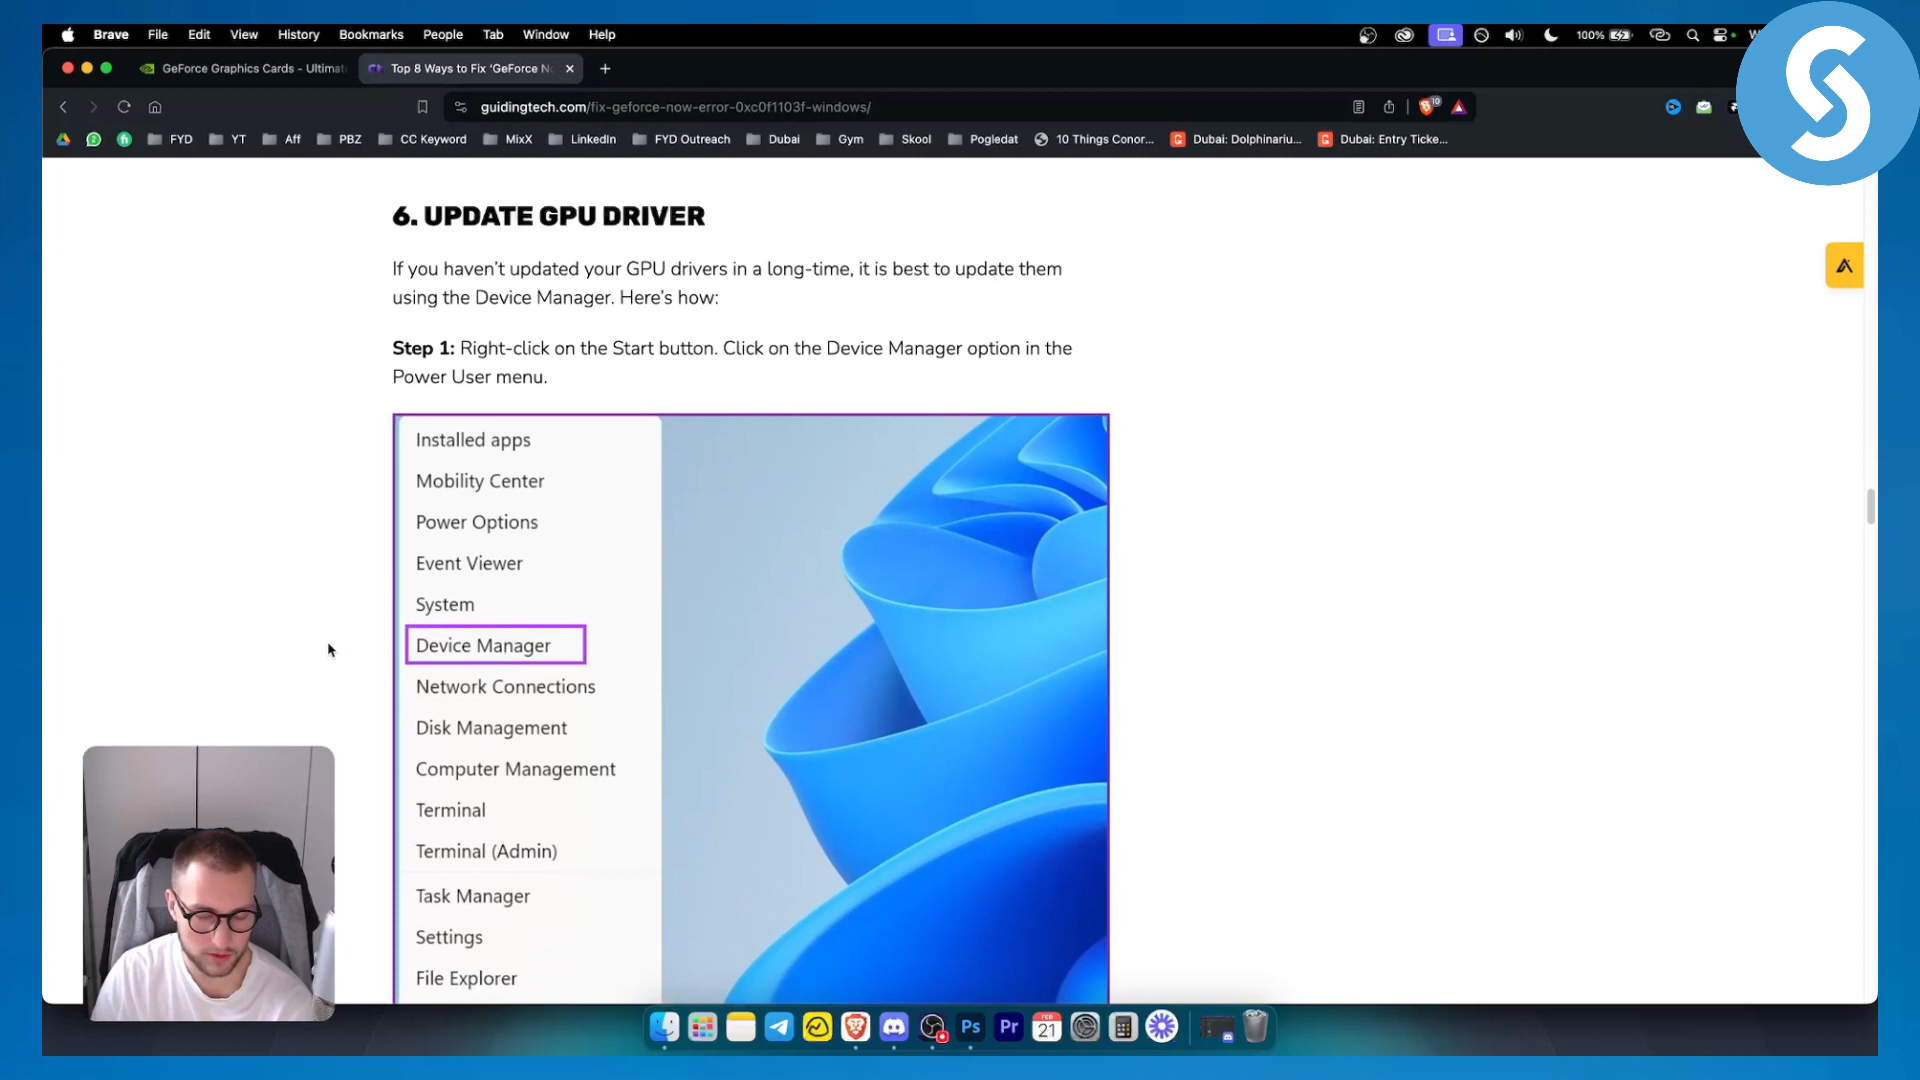 Brave File Edit View History Bookmarks People Tab Window Help 100%
GeForce Graphics Cards - Ultimat Top 8 Ways to Fix 'GeForce N
guidingtech.com/fix-geforce-now-error-0xc0f1103f-windows/ 10
FYD YT Aff PBZ CC Keyword MixX LinkedIn FYD Outreach Dubai Gym Skool Pogledat 10 Things Conor... Dubai: Dolphinariu... Dubai: Entry Ticke...
6. UPDATE GPU DRIVER
If you haven't updated your GPU drivers in a long-time, it is best to update them
using the Device Manager. Here's how:
Step 1: Right-click on the Start button. Click on the Device Manager option in the
Power User menu.
Installed apps
Mobility Center
Power Options
Event Viewer
System
Device Manager
Network Connections
Disk Management
Computer Management
Terminal
Terminal (Admin)
Task Manager
Settings
File Explorer
Ps Pr FEB 21